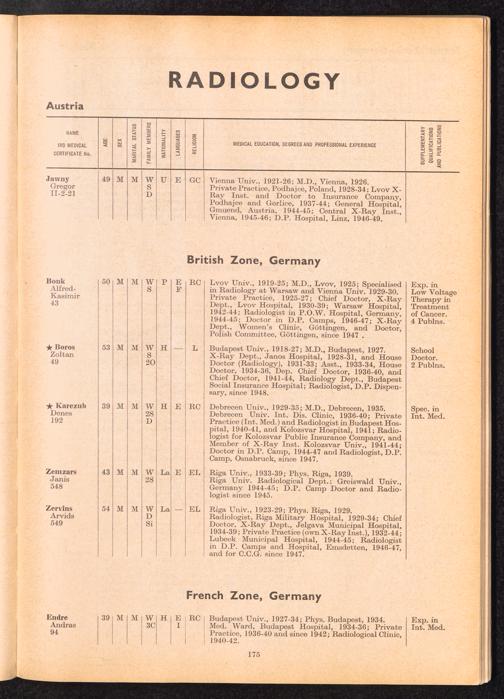 RADIOLOGY
Austria
NAME
IRO MEDICAL
CERTIFICATE No.
AGE
SEX
MARITAL STATUS
FAMILY MEMBERS
NATIONALITY
LANGUAGES
RELIGION
MEDICAL EDUCATION, DEGREES AND PROFESSIONAL EXPERIENCE
SUPPLEMENTARY
QUALIFICATIONS
AND PUBLICATIONS
Jawny 49 M M W U E GC Vienna Univ., 1921-26; M.D., Vienna, 1926.
Gregor S Private Practice, Podhajce, Poland, 1928-34; Lvov X-
II-2-21 D Ray Inst. and Doctor to Insurance Company,
Podhajce and Gorlice, 1937-44; General Hospital,
Gmuend, Austria, 1944-45; Central X-Ray Inst.,
Vienna, 1945-46; D.P. Hospital, Linz, 1946-49.
British Zone, Germany
Bonk 50 M M W P E RC Lvov Univ., 1919-25; M.D., Lvov, 1925; Specialised Exp. in
Alfred- S F in Radiology at Warsaw and Vienna Univ. 1929-30. Low Voltage
Kasimir Private Practice, 1925-27; Chief Doctor, X-Ray Therapy in
43 Dept., Lvov Hospital, 1930-39; Warsaw Hospital, Treatment
1942-44; Radiologist in P.O.W. Hospital, Germany, of Cancer.
1944-45; Doctor in D.P. Camps, 1946-47; X-Ray 4 Publns.
Dept., Women's Clinic, Göttingen, and Doctor,
Polish Committee, Göttingen, since 1947 .
★ Boros 53 M M W H — L Budapest Univ., 1918-27; M.D., Budapest, 1927. School
Zoltan S X-Ray Dept., Janos Hospital, 1928-31, and House Doctor.
49 2O Doctor (Radiology), 1931-33; Asst., 1933-34, House 2 Publns.
Doctor, 1934-36, Dep. Chief Doctor, 1936-40, and
Chief Doctor, 1941-44, Radiology Dept., Budapest
Social Insurance Hospital; Radiologist, D.P. Dispen-
sary, since 1948.
★ Karezub 39 M M W H E RC Debrecen Univ., 1929-35; M.D., Debrecen, 1935. Spec. in
Denes 2S Debrecen Univ. Int. Dis. Clinic, 1936-40; Private Int. Med.
192 D Practice (Int. Med.) and Radiologist in Budapest Hos-
pital, 1940-41, and Kolozsvar Hospital, 1941; Radio-
logist for Kolozsvar Public Insurance Company, and
Member of X-Ray Inst. Kolozsvar Univ., 1941-44;
Doctor in D.P. Camp, 1944-47 and Radiologist, D.P.
Camp, Osnabruck, since 1947.
Zemzars 43 M M W La E EL Riga Univ., 1933-39; Phys. Riga, 1939.
Janis 2S Riga Univ. Radiological Dept.; Greiswald Univ.,
548 Germany 1944-45; D.P. Camp Doctor and Radio-
logist since 1945.
Zervins 54 M M W La — EL Riga Univ., 1923-29; Phys. Riga, 1929.
Arvids D Radiologist, Riga Military Hospital, 1929-34; Chief
549 Si Doctor, X-Ray Dept., Jelgava Municipal Hospital,
1934-39; Private Practice (own X-Ray Inst.), 1932-44;
Lubeck Municipal Hospital, 1944-45; Radiologist
in D.P. Camps and Hospital, Emsdetten, 1946-47,
and for C.C.G. since 1947.
French Zone, Germany
Endre 39 M M W H E RC Budapest Univ., 1927-34; Phys. Budapest, 1934. Exp. in
Andras 3C I Med. Ward, Budapest Hospital, 1934-36; Private Int. Med.
94 Practice, 1936-40 and since 1942; Radiological Clinic,
1940-42.
175